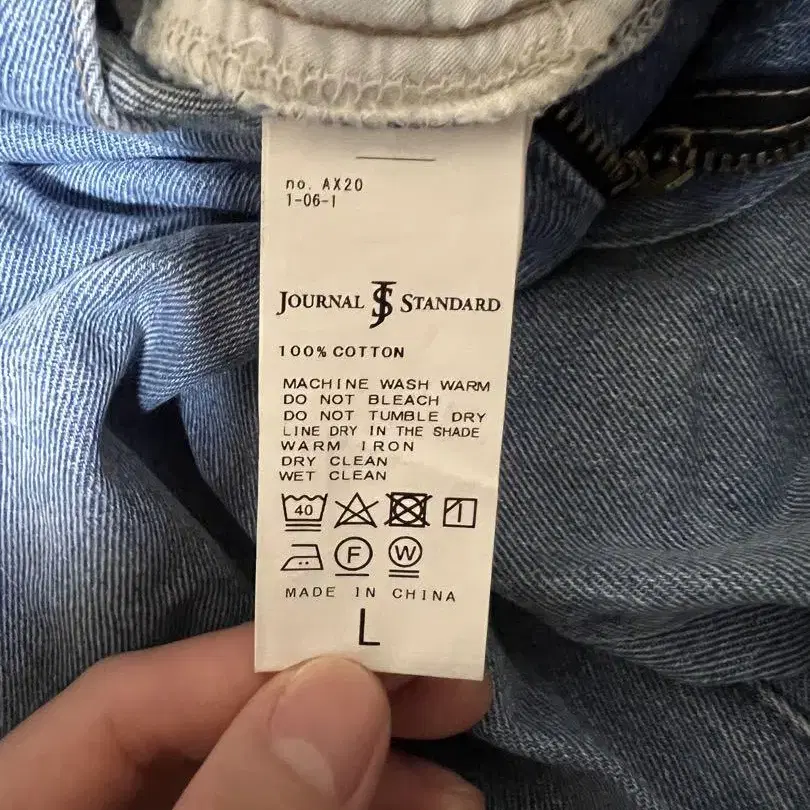 no. AX20
1-06-1
JOURNAL JS STANDARD
100% COTTON
MACHINE WASH WARM
DO NOT BLEACH
DO NOT TUMBLE DRY
LINE DRY IN THE SHADE
WARM IRON
DRY CLEAN
WET CLEAN
40
F W
MADE IN CHINA
L